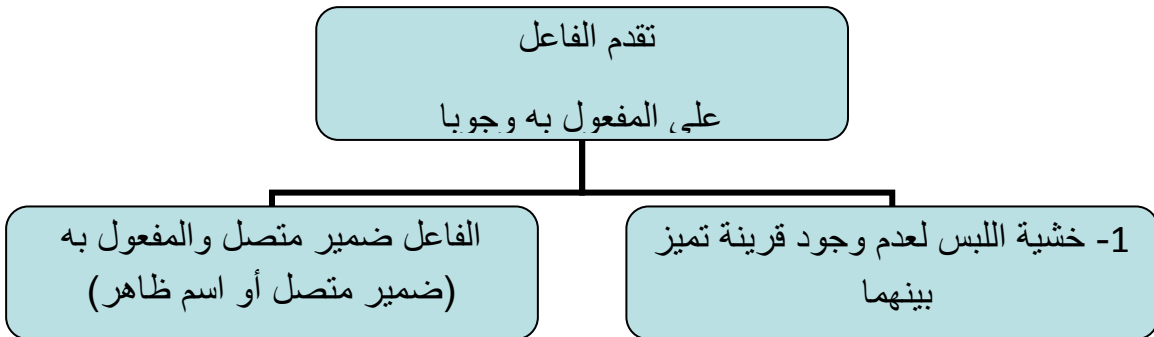 تقدم الفاعل
على المفعول به وجوبا
1- خشية اللبس لعدم وجود قرينة تميز
بينهما
الفاعل ضمير متصل والمفعول به
(ضمير متصل أو اسم ظاهر)